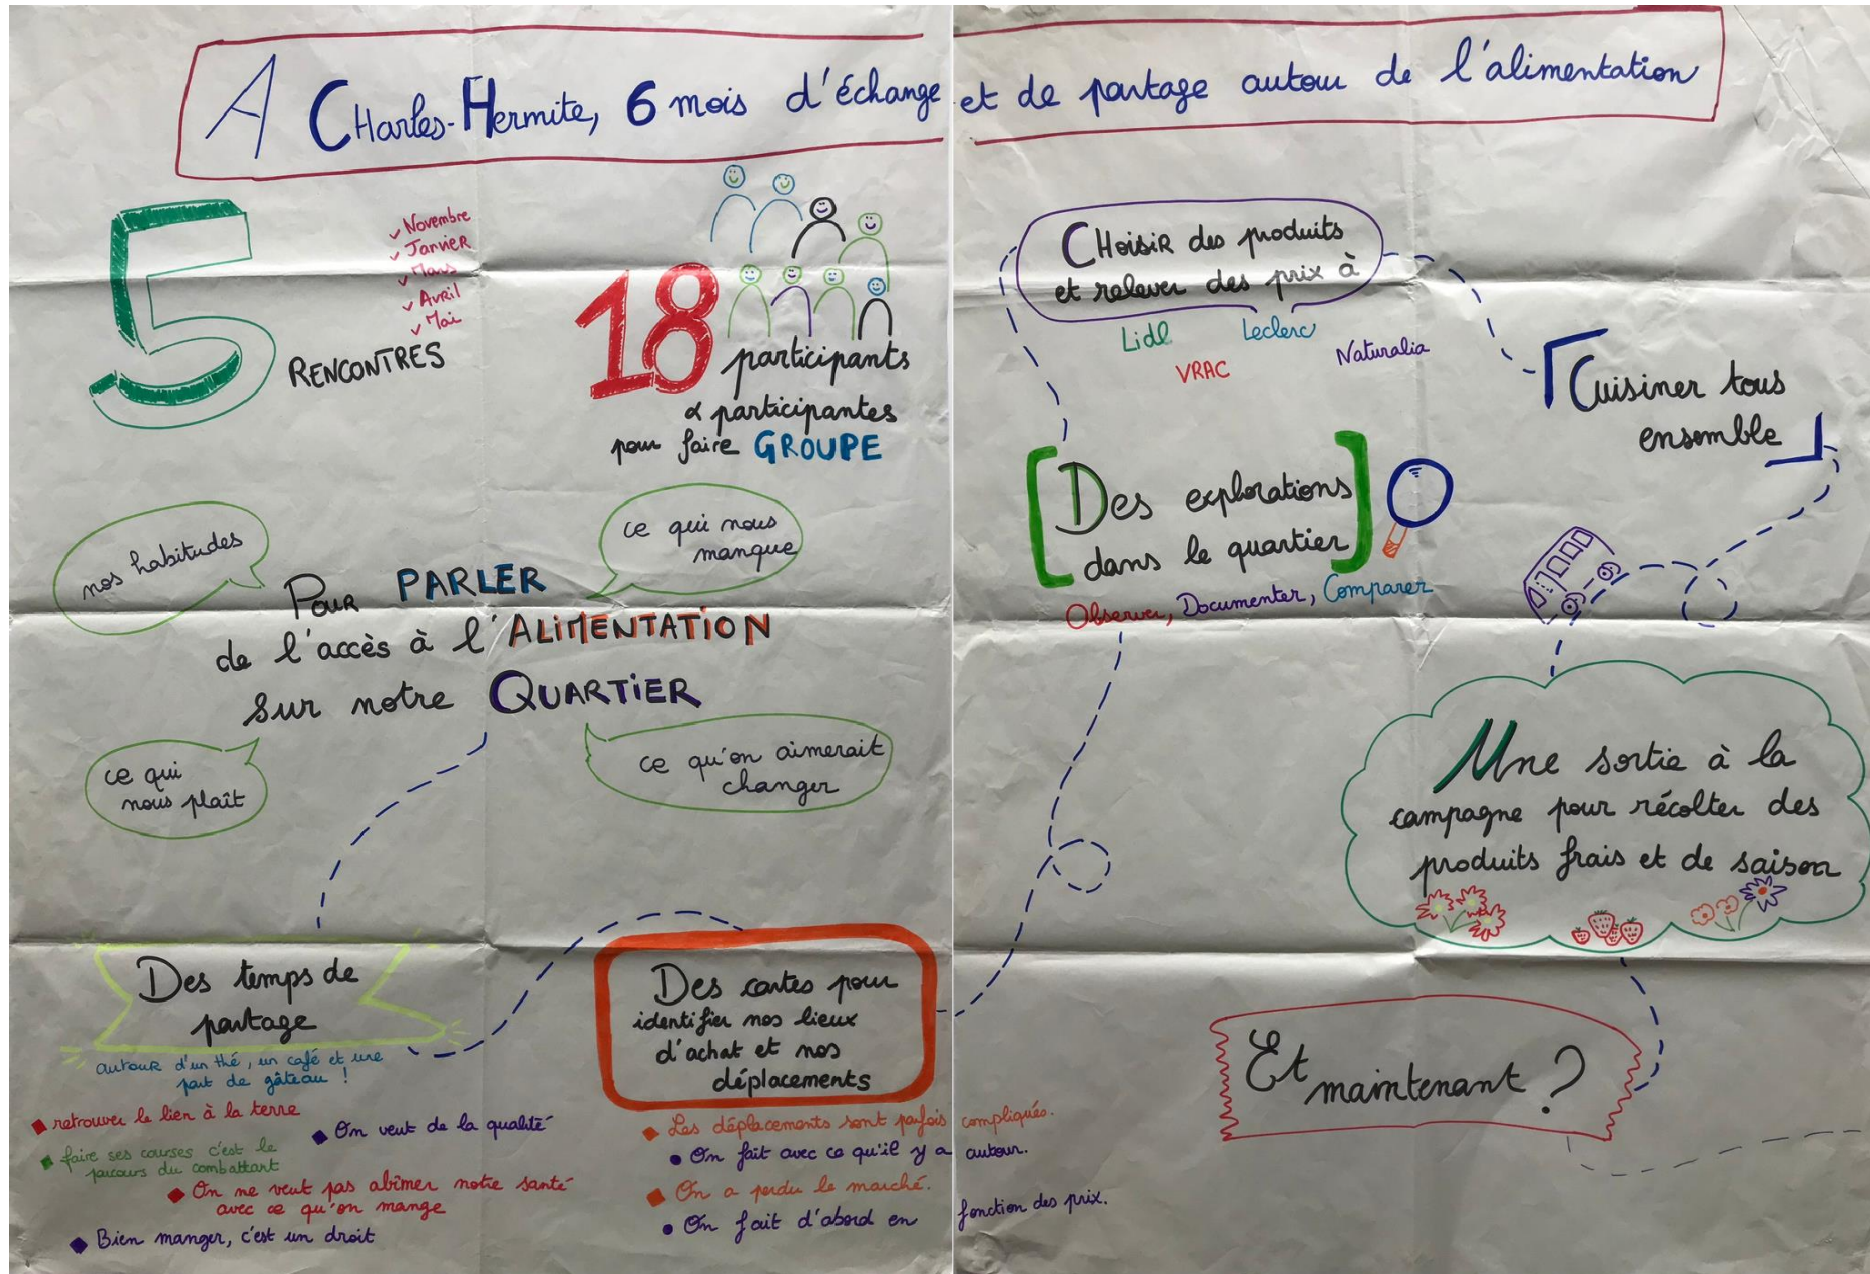 A CHarles-Hermite, 6 mois d'échange et de partage autour de l'alimentation
5
RENCONTRES
Novembre
Janvier
Mars
Avril
Mai
18
participants
& participantes
pour faire GROUPE
nos habitudes
ce qui nous
manque
Pour PARLER
de l'accès à l'ALIMENTATION
sur notre QUARTIER
ce qui
nous plaît
ce qu'on aimerait
changer
Des temps de
partage
autour d'un thé, un café et une
part de gâteau !
retrouver le lien à la terre
On veut de la qualité
faire ses courses c'est le
parcours du combattant
On ne veut pas abîmer notre santé
avec ce qu'on mange
Bien manger, c'est un droit
Des cartes pour
identifier nos lieux
d'achat et nos
déplacements
Les déplacements sont parfois compliqués.
On fait avec ce qu'il y a autour.
On a perdu le marché.
On fait d'abord en fonction des prix.
Des explorations
dans le quartier
Observer, Documenter, Comparer
CHoisir des produits
et relever des prix à
Lidl
Leclerc
VRAC
Naturalia
Cuisiner tous
ensemble
Une sortie à la
campagne pour récolter des
produits frais et de saison
Et
maintenant ?